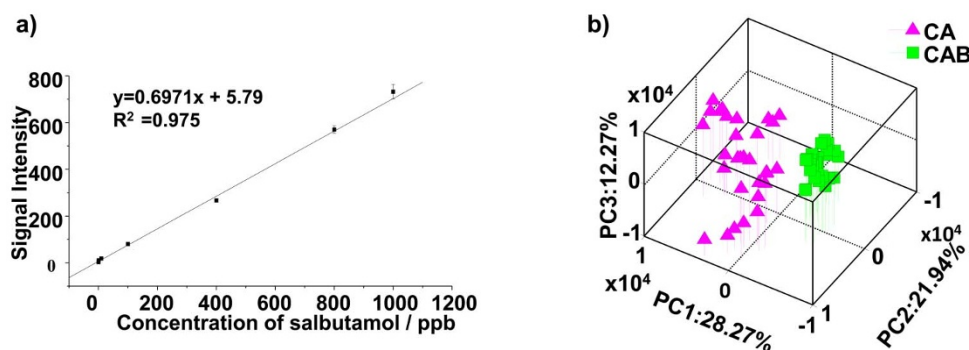 a)
800
600
400
200
0
y=0.6971x + 5.79
R² =0.975
Signal Intensity
0 200 400 600 800 1000 1200
Concentration of salbutamol / ppb
b)
CA
CAB
x10⁴
1
0
-1
PC3:12.27%
1
x10⁴
0
-1
PC1:28.27%
1
0
x10⁴
-1
PC2:21.94%